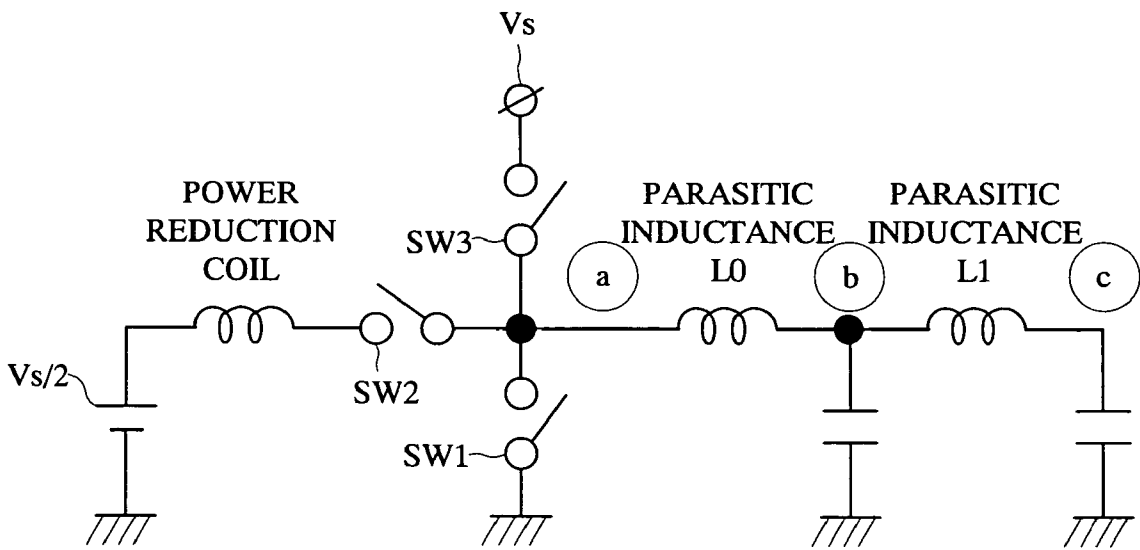 Vs
POWER
REDUCTION
COIL
SW3
PARASITIC
INDUCTANCE
L0
PARASITIC
INDUCTANCE
L1
a
b
c
Vs/2
SW2
SW1